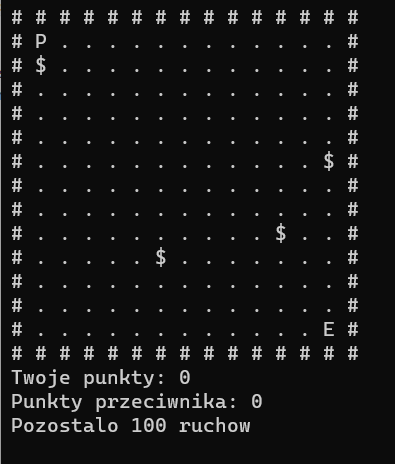 # # # # # # # # # # # # # # #
# P . . . . . . . . . . . . #
# $ . . . . . . . . . . . . #
# . . . . . . . . . . . . . #
# . . . . . . . . . . . . . #
# . . . . . . . . . . . . . #
# . . . . . . . . . . . . $ #
# . . . . . . . . . . . . . #
# . . . . . . . . . . . . . #
# . . . . . . . . . . $ . . #
# . . . . . $ . . . . . . . #
# . . . . . . . . . . . . . #
# . . . . . . . . . . . . . #
# . . . . . . . . . . . . E #
# # # # # # # # # # # # # # #
Twoje punkty: 0
Punkty przeciwnika: 0
Pozostalo 100 ruchow